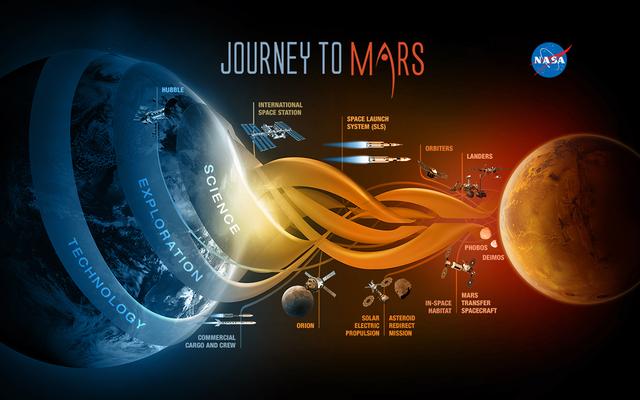 JOURNEY TO MARS
NASA
HUBBLE
INTERNATIONAL
SPACE STATION
SPACE LAUNCH
SYSTEM (SLS)
ORBITERS
LANDERS
SCIENCE
EXPLORATION
TECHNOLOGY
PHOBOS
DEIMOS
COMMERCIAL
CARGO AND CREW
ORION
SOLAR
ELECTRIC
PROPULSION
ASTEROID
REDIRECT
MISSION
IN-SPACE
HABITAT
MARS
TRANSFER
SPACECRAFT